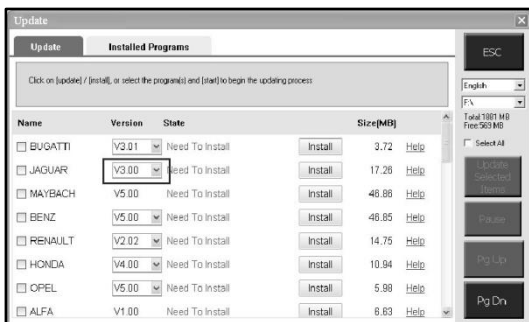 Update
Update Installed Programs
Click on [update] / [install], or select the program(s) and [start] to begin the updating process
Name Version State Size[MB]
BUGATTI V3.01 Need To Install Install 3.72 Help
JAGUAR V3.00 Need To Install Install 17.26 Help
MAYBACH V5.00 Need To Install Install 46.86 Help
BENZ V5.00 Need To Install Install 46.85 Help
RENAULT V2.02 Need To Install Install 14.75 Help
HONDA V4.00 Need To Install Install 10.94 Help
OPEL V5.00 Need To Install Install 5.98 Help
ALFA V1.00 Need To Install Install 6.63 Help
ESC
English
F:\
Total:1881 MB
Free:569 MB
Select All
Update
Selected
Items
Pause
Pg Up
Pg Dn